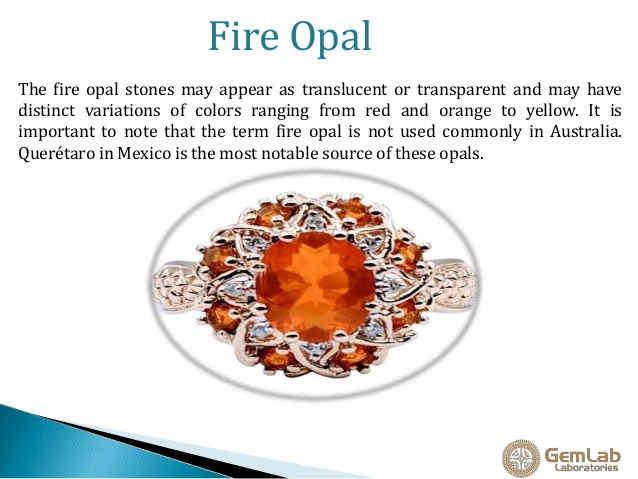 Fire Opal
The fire opal stones may appear as translucent or transparent and may have
distinct variations of colors ranging from red and orange to yellow. It is
important to note that the term fire opal is not used commonly in Australia.
Querétaro in Mexico is the most notable source of these opals.
GemLab
Laboratories